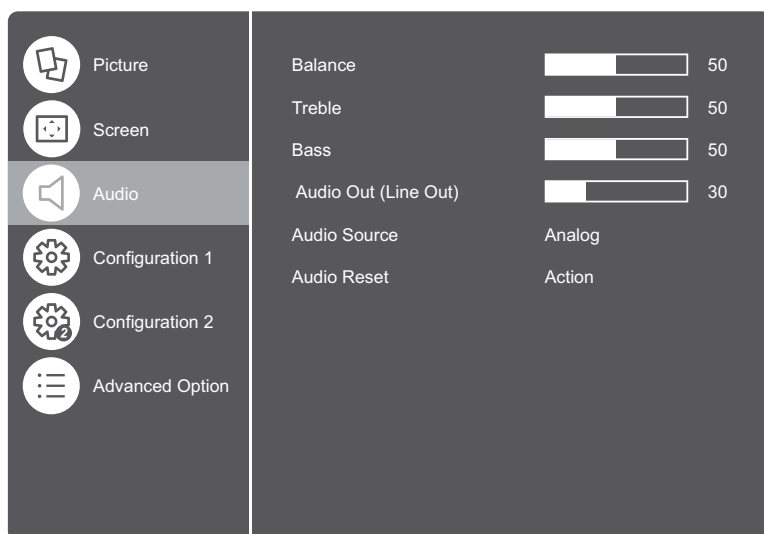 Picture
Screen
Audio
Configuration 1
Configuration 2
2
Advanced Option
Balance 50
Treble 50
Bass 50
Audio Out (Line Out) 30
Audio Source Analog
Audio Reset Action